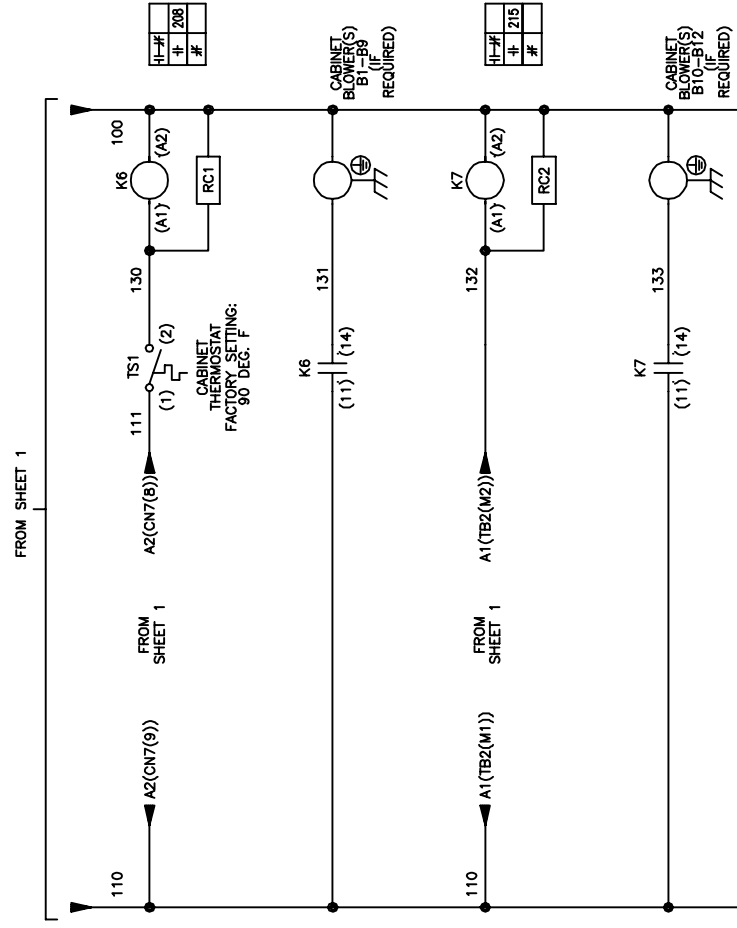 FROM SHEET 1
110
A2(CN7(9))
FROM
SHEET 1
A2(CN7(8))
111
(1)
TS1
(2)
CABINET
THERMOSTAT
FACTORY SETTING:
90 DEG. F
130
(A1)
K6
(A2)
100
RC1
208
K6
(11)
(14)
131
CABINET
BLOWER(S)
B1-B9
(IF
REQUIRED)
110
A1(TB2(M1))
FROM
SHEET 1
A1(TB2(M2))
132
(A1)
K7
(A2)
RC2
215
K7
(11)
(14)
133
CABINET
BLOWER(S)
B10-B12
(IF
REQUIRED)